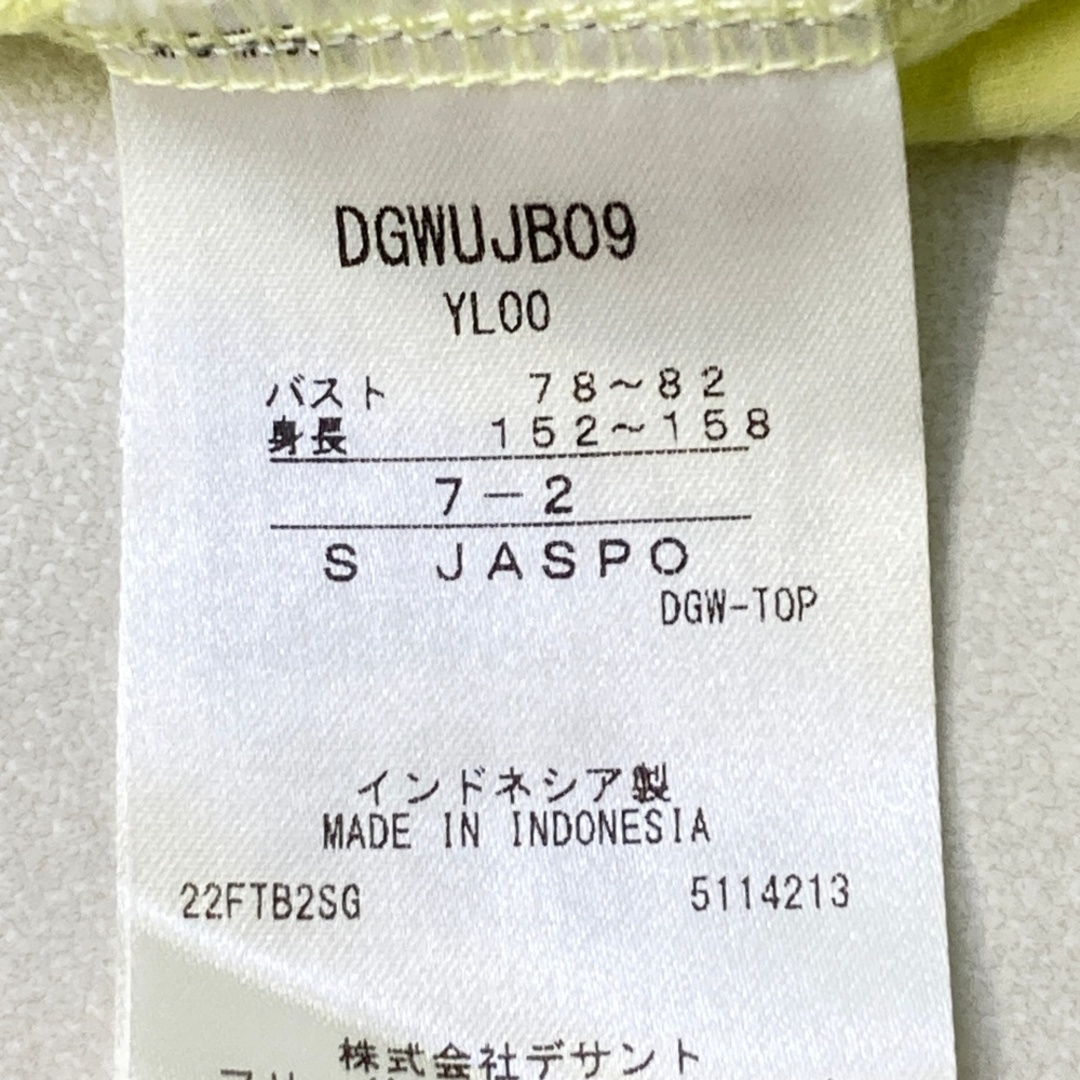 DGWUJB09
YL00
バスト 78～82
身長 152～158
7－2
S JASPO
DGW-TOP
インドネシア製
MADE IN INDONESIA
22FTB2SG 5114213
株式会社デサント